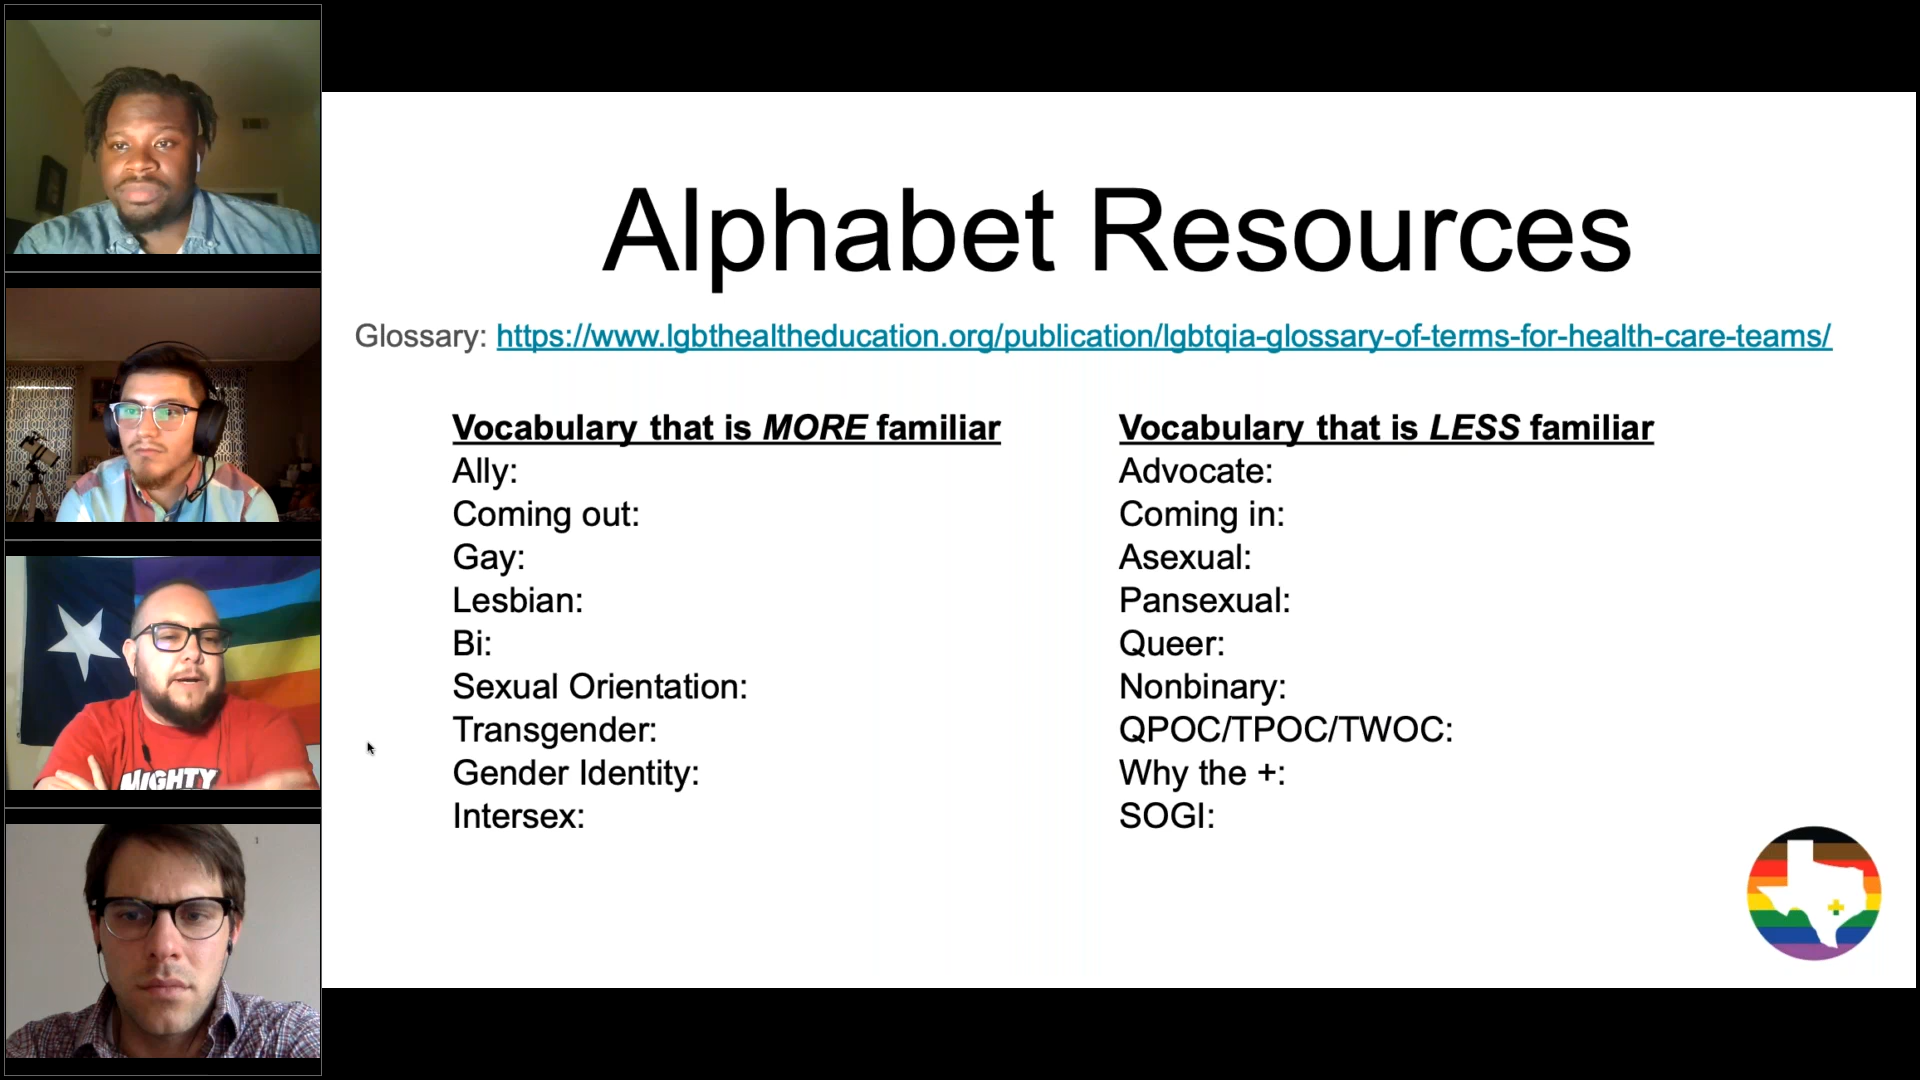 Alphabet Resources
Glossary: https://www.lgbthealtheducation.org/publication/lgbtqia-glossary-of-terms-for-health-care-teams/
Vocabulary that is MORE familiar
Ally:
Coming out:
Gay:
Lesbian:
Bi:
Sexual Orientation:
Transgender:
Gender Identity:
Intersex:
Vocabulary that is LESS familiar
Advocate:
Coming in:
Asexual:
Pansexual:
Queer:
Nonbinary:
QPOC/TPOC/TWOC:
Why the +:
SOGI:
MIGHTY